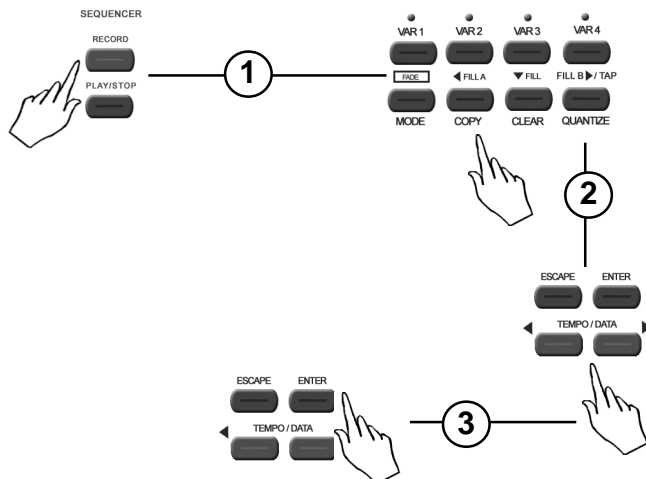 SEQUENCER
RECORD
PLAY/STOP
1
VAR 1 VAR 2 VAR 3 VAR 4
FADE ◀ FILL A ▼ FILL FILL B ▶ / TAP
MODE COPY CLEAR QUANTIZE
2
ESCAPE ENTER
◀ TEMPO / DATA ▶
3
ESCAPE ENTER
◀ TEMPO / DATA